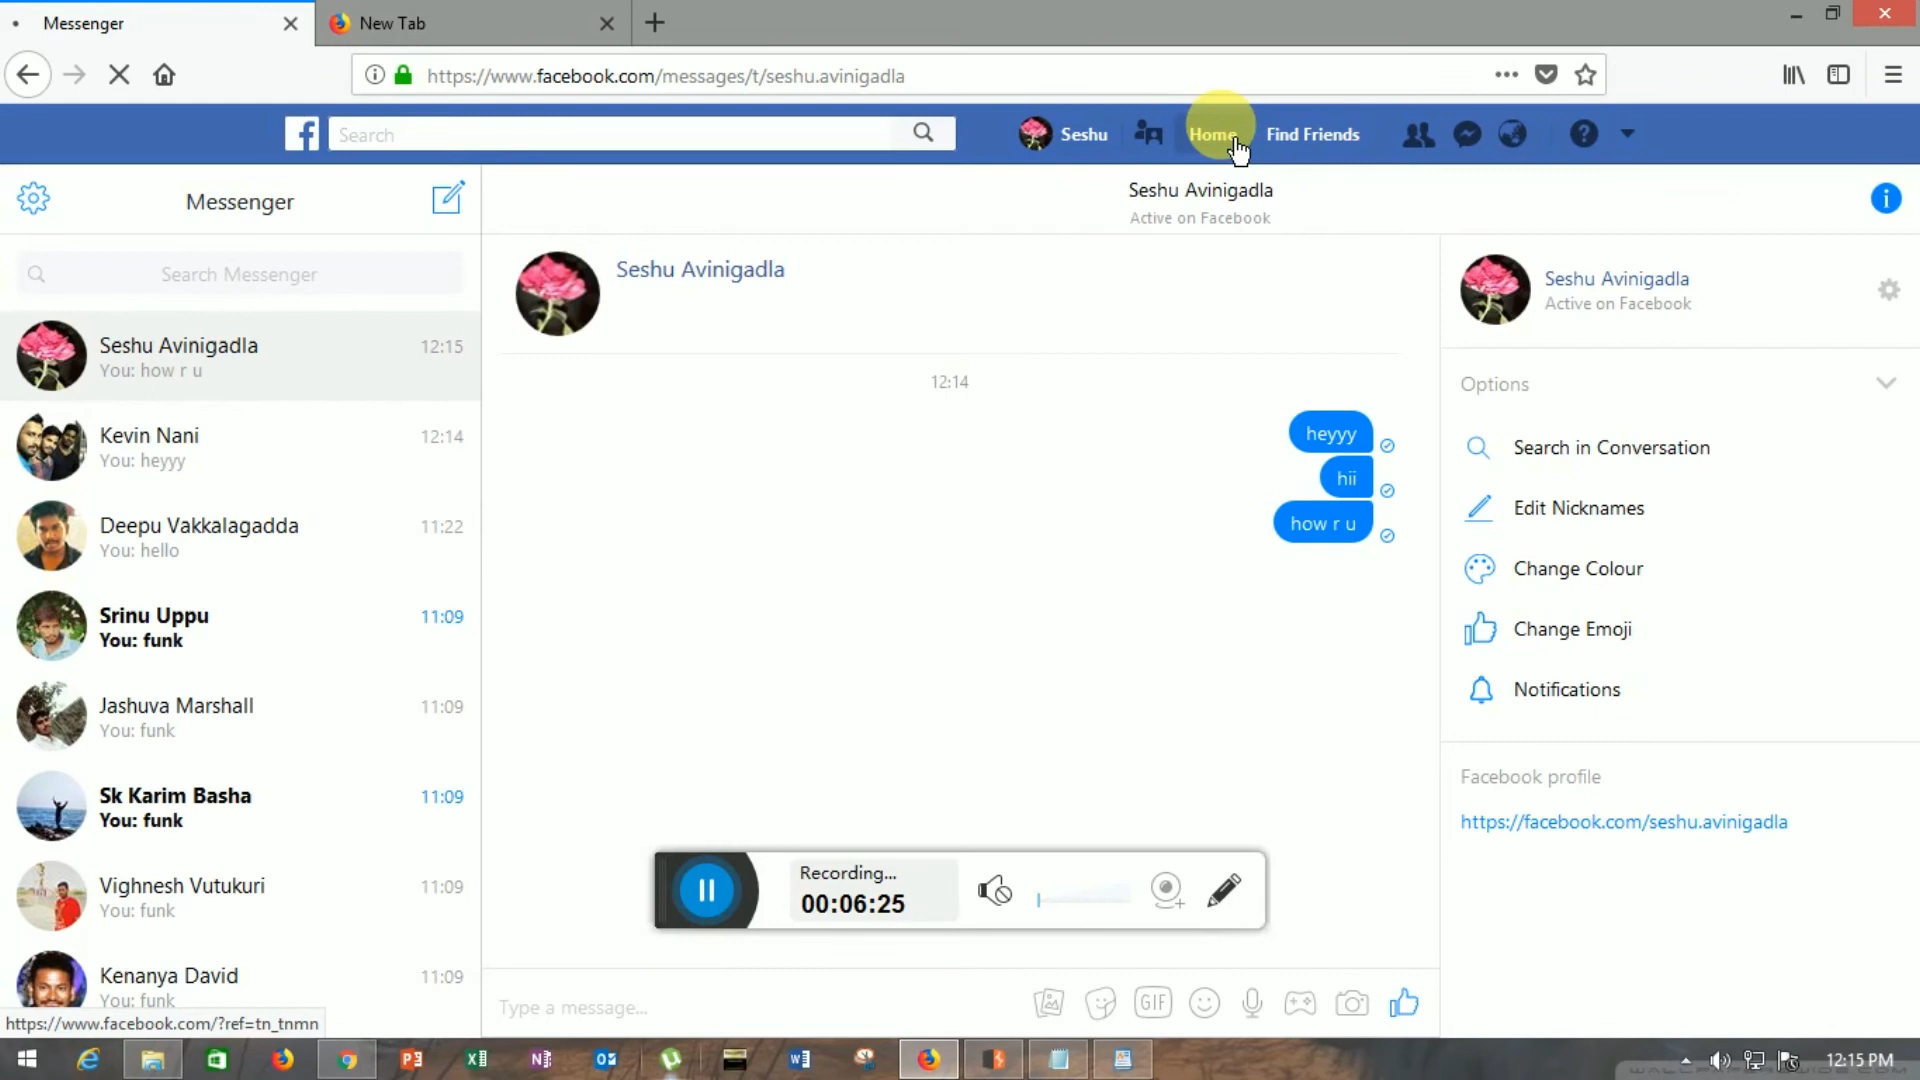 Messenger
New Tab
https://www.facebook.com/messages/t/seshu.avinigadla
Search
Seshu
Home
Find Friends
Messenger
Seshu Avinigadla
Active on Facebook
Search Messenger
Seshu Avinigadla
12:15
You: how r u
Kevin Nani
12:14
You: heyyy
Deepu Vakkalagadda
11:22
You: hello
Srinu Uppu
11:09
You: funk
Jashuva Marshall
11:09
You: funk
Sk Karim Basha
11:09
You: funk
Vighnesh Vutukuri
11:09
You: funk
Kenanya David
11:09
You: funk
https://www.facebook.com/?ref=tn_tnmn
Seshu Avinigadla
12:14
heyyy
hii
how r u
Recording...
00:06:25
Type a message...
GIF
Seshu Avinigadla
Active on Facebook
Options
Search in Conversation
Edit Nicknames
Change Colour
Change Emoji
Notifications
Facebook profile
https://facebook.com/seshu.avinigadla
12:15 PM